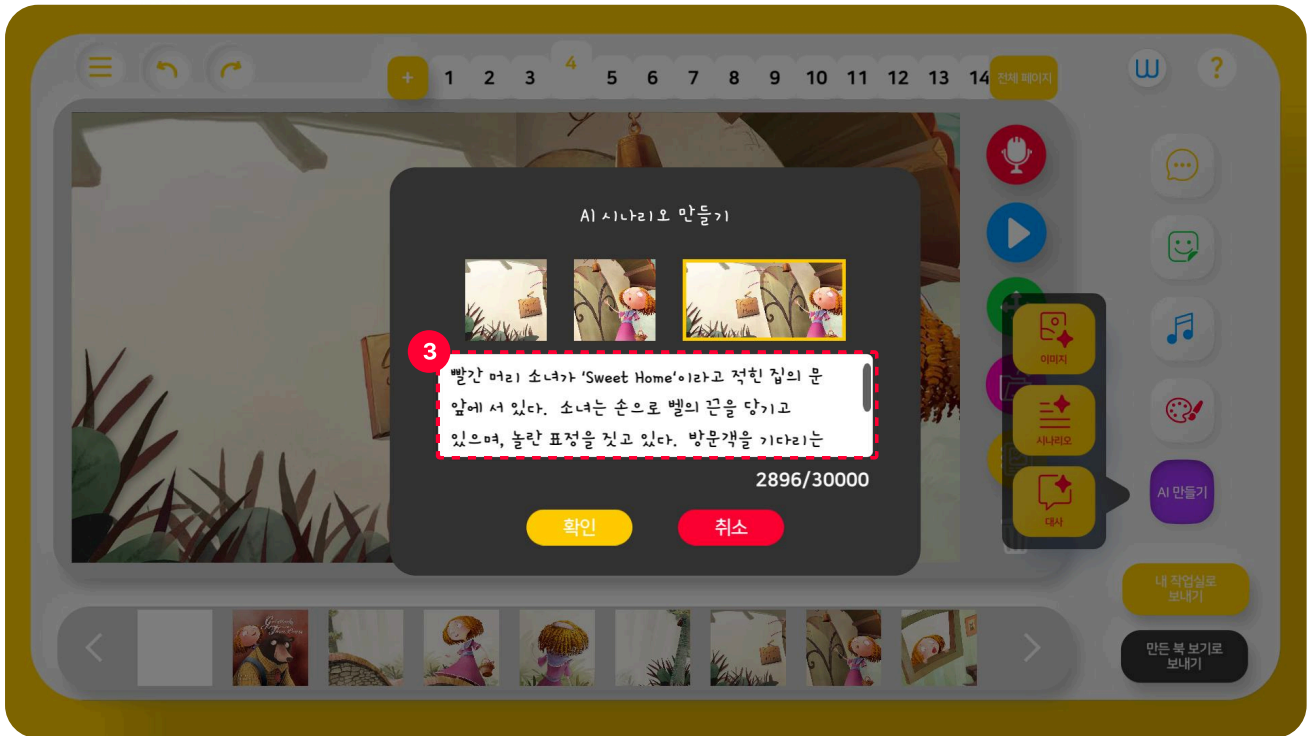 + 1 2 3 4 5 6 7 8 9 10 11 12 13 14 전체 페이지
?
AI 시나리오 만들기
3
빨간 머리 소녀가 'Sweet Home'이라고 적힌 집의 문
앞에 서 있다. 소녀는 손으로 벨의 끈을 당기고
있으며, 놀란 표정을 짓고 있다. 방문객을 기다리는
2896/30000
확인 취소
이미지
시나리오
대사
AI 만들기
내 작업실로
보내기
만든 북 보기로
보내기